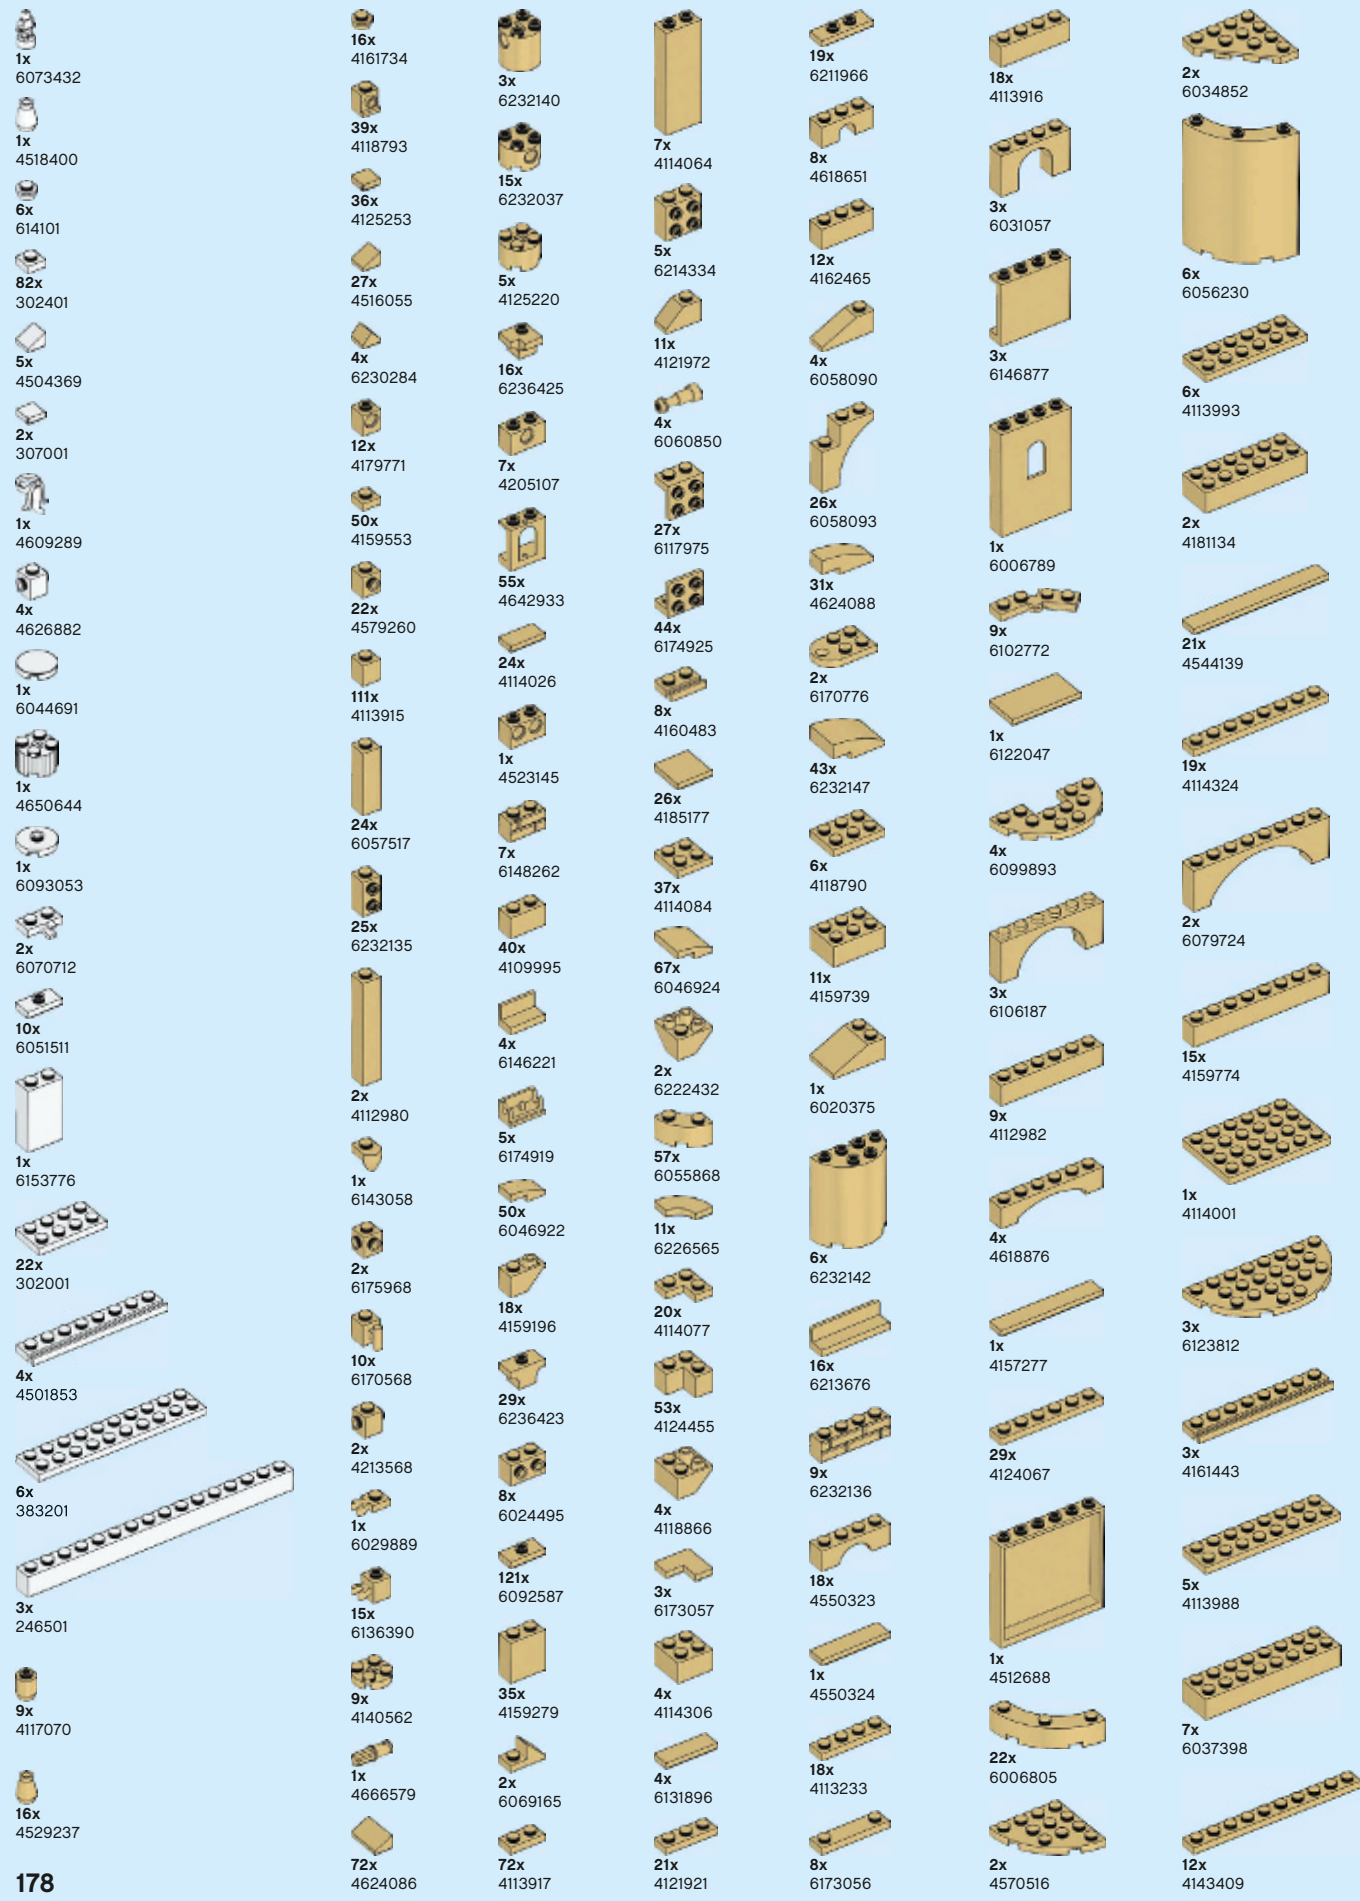 1x
6073432
1x
4518400
6x
614101
82x
302401
5x
4504369
2x
307001
1x
4609289
4x
4626882
1x
6044691
1x
4650644
1x
6093053
2x
6070712
10x
6051511
1x
6153776
22x
302001
4x
4501853
6x
383201
3x
246501
9x
4117070
16x
4529237
178
16x
4161734
39x
4118793
36x
4125253
27x
4516055
4x
6230284
12x
4179771
50x
4159553
22x
4579260
111x
4113915
24x
6057517
25x
6232135
2x
4112980
1x
6143058
2x
6175968
10x
6170568
2x
4213568
1x
6029889
15x
6136390
9x
4140562
1x
4666579
72x
4624086
3x
6232140
15x
6232037
5x
4125220
16x
6236425
7x
4205107
55x
4642933
24x
4114026
1x
4523145
7x
6148262
40x
4109995
4x
6146221
5x
6174919
50x
6046922
18x
4159196
29x
6236423
8x
6024495
121x
6092587
35x
4159279
2x
6069165
72x
4113917
7x
4114064
5x
6214334
11x
4121972
4x
6060850
27x
6117975
44x
6174925
8x
4160483
26x
4185177
37x
4114084
67x
6046924
2x
6222432
57x
6055868
11x
6226565
20x
4114077
53x
4124455
4x
4118866
3x
6173057
4x
4114306
4x
6131896
21x
4121921
19x
6211966
8x
4618651
12x
4162465
4x
6058090
26x
6058093
31x
4624088
2x
6170776
43x
6232147
6x
4118790
11x
4159739
1x
6020375
6x
6232142
16x
6213676
9x
6232136
18x
4550323
1x
4550324
18x
4113233
8x
6173056
18x
4113916
3x
6031057
3x
6146877
1x
6006789
9x
6102772
1x
6122047
4x
6099893
3x
6106187
9x
4112982
4x
4618876
1x
4157277
29x
4124067
1x
4512688
22x
6006805
2x
4570516
2x
6034852
6x
6056230
6x
4113993
2x
4181134
21x
4544139
19x
4114324
2x
6079724
15x
4159774
1x
4114001
3x
6123812
3x
4161443
5x
4113988
7x
6037398
12x
4143409